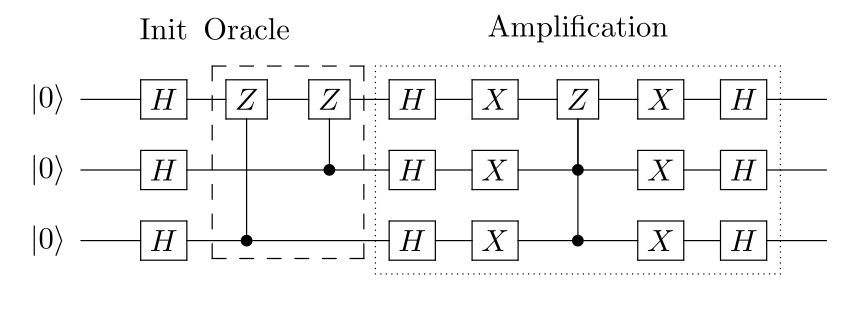 Init Oracle Amplification
|0⟩ H Z Z H X Z X H
|0⟩ H H X X H
|0⟩ H H X X H